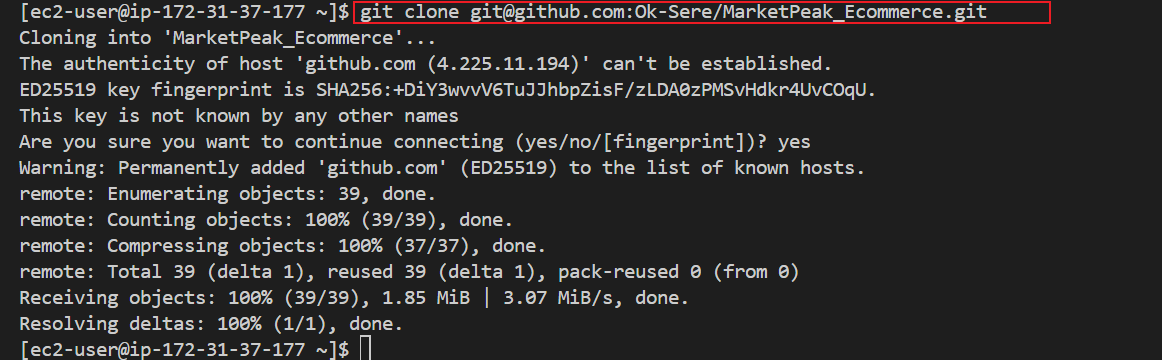 [ec2-user@ip-172-31-37-177 ~]$ git clone git@github.com:Ok-Sere/MarketPeak_Ecommerce.git
Cloning into 'MarketPeak_Ecommerce'...
The authenticity of host 'github.com (4.225.11.194)' can't be established.
ED25519 key fingerprint is SHA256:+DiY3wvvV6TuJJhbpZisF/zLDA0zPMSvHdkr4UvCOqU.
This key is not known by any other names
Are you sure you want to continue connecting (yes/no/[fingerprint])? yes
Warning: Permanently added 'github.com' (ED25519) to the list of known hosts.
remote: Enumerating objects: 39, done.
remote: Counting objects: 100% (39/39), done.
remote: Compressing objects: 100% (37/37), done.
remote: Total 39 (delta 1), reused 39 (delta 1), pack-reused 0 (from 0)
Receiving objects: 100% (39/39), 1.85 MiB | 3.07 MiB/s, done.
Resolving deltas: 100% (1/1), done.
[ec2-user@ip-172-31-37-177 ~]$